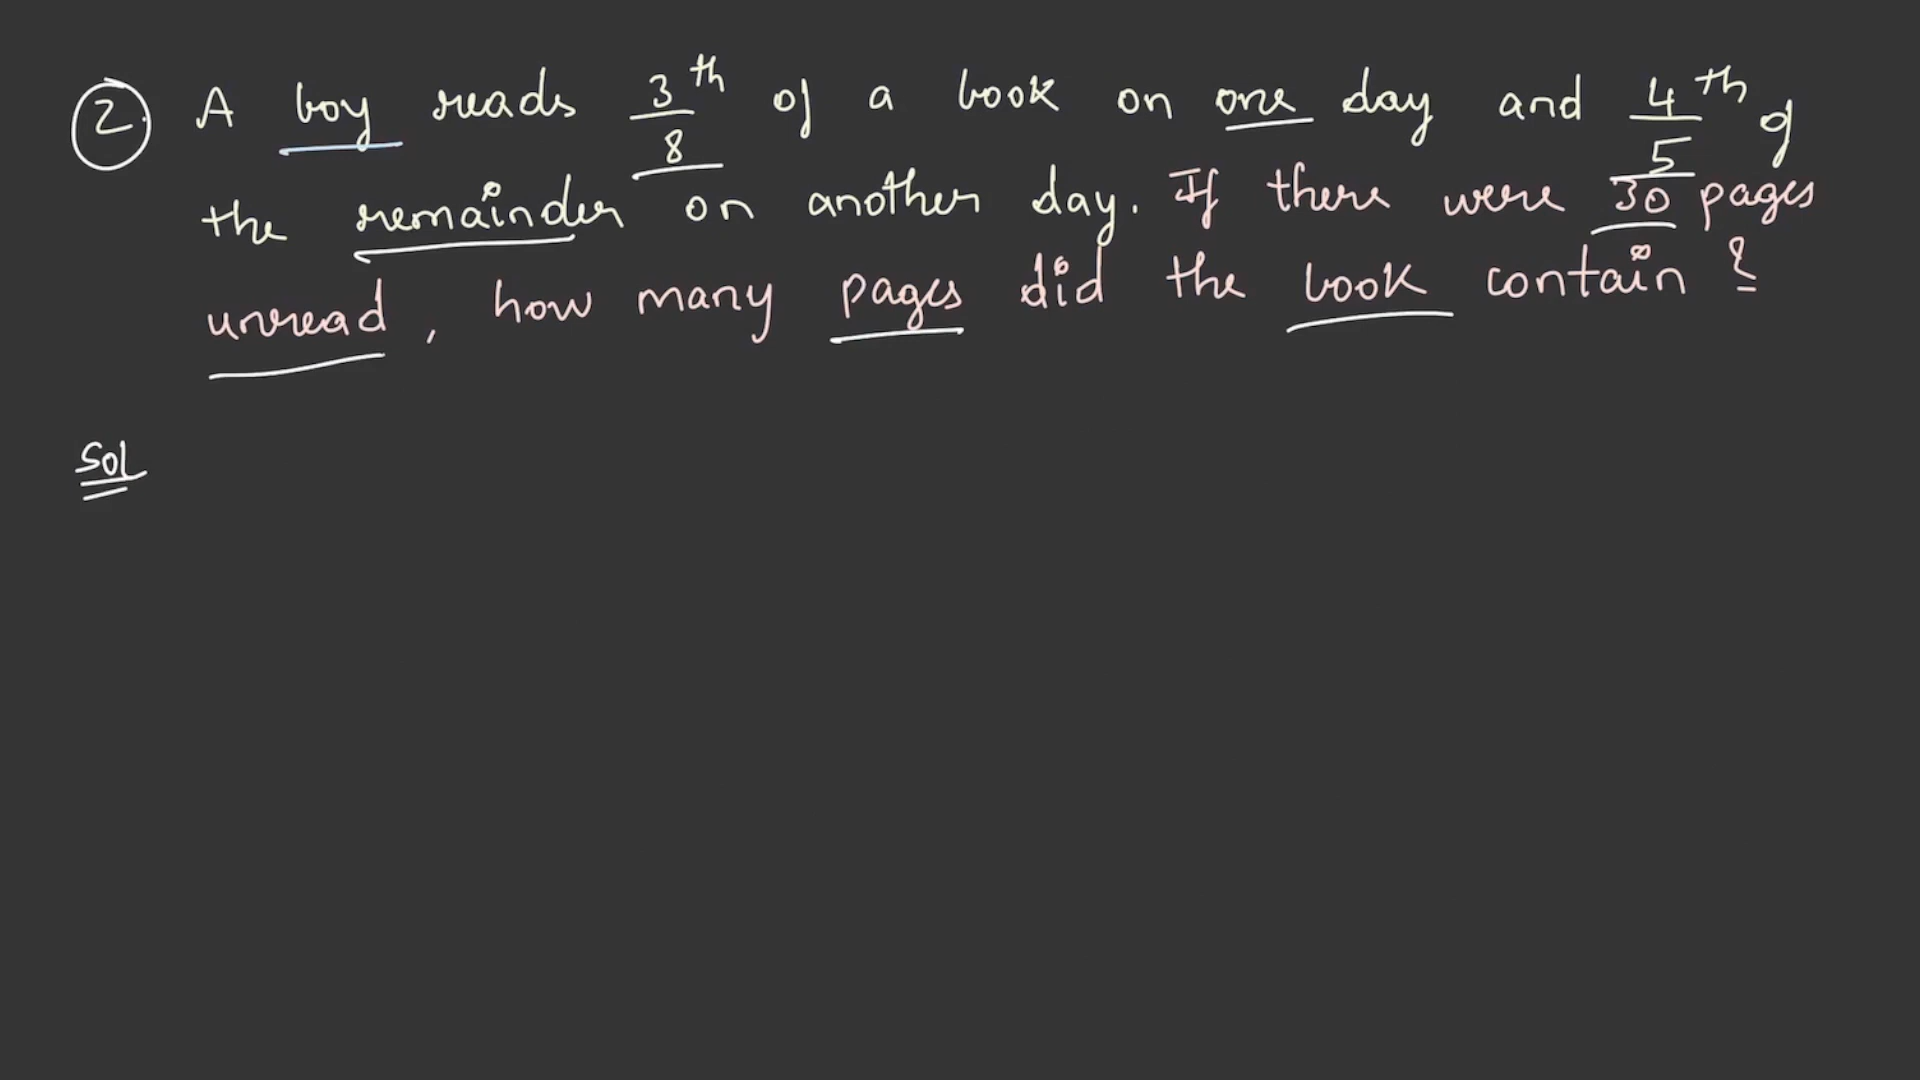 2. A boy reads 3/8 th of a book on one day and 4/5 th of
the remainder on another day. If there were 30 pages
unread, how many pages did the book contain?
Sol